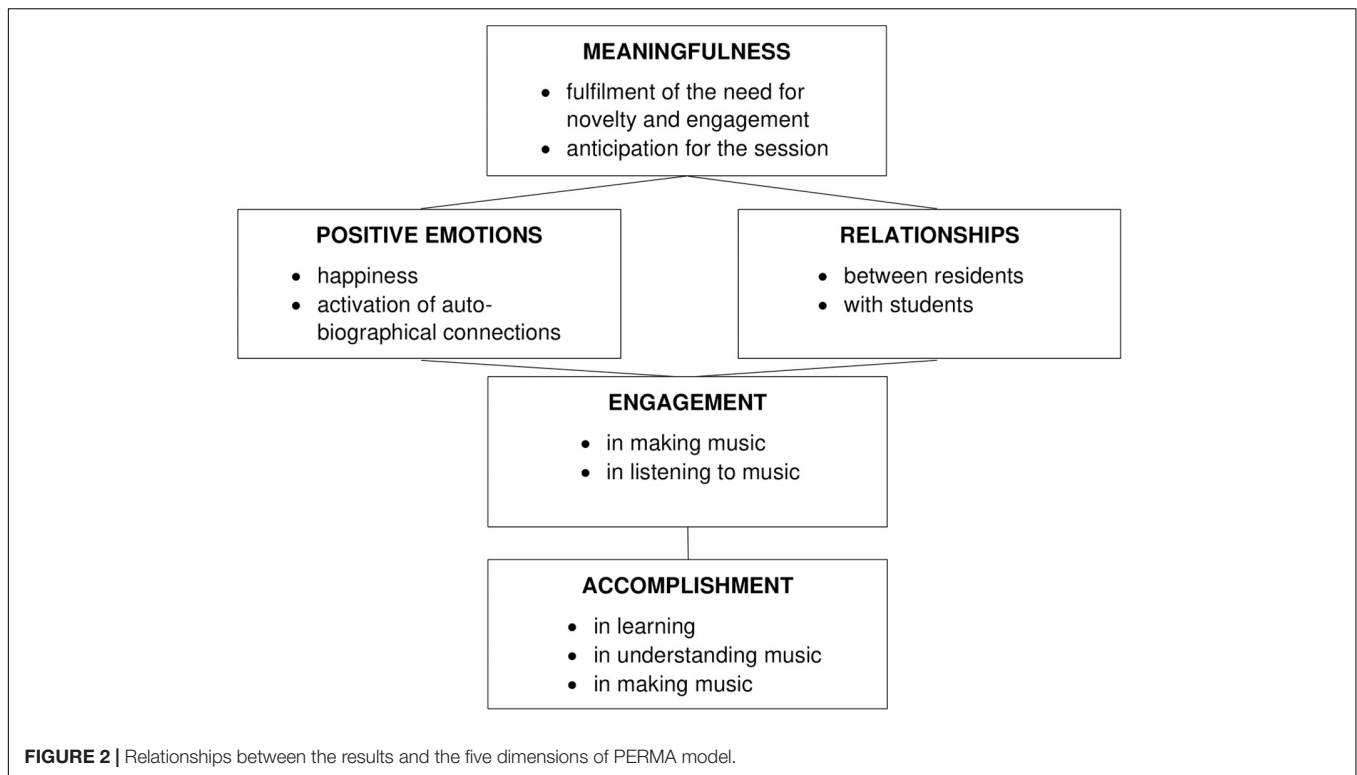 MEANINGFULNESS
• fulfilment of the need for
novelty and engagement
• anticipation for the session
POSITIVE EMOTIONS
• happiness
• activation of auto-
biographical connections
RELATIONSHIPS
• between residents
• with students
ENGAGEMENT
• in making music
• in listening to music
ACCOMPLISHMENT
• in learning
• in understanding music
• in making music
FIGURE 2 | Relationships between the results and the five dimensions of PERMA model.